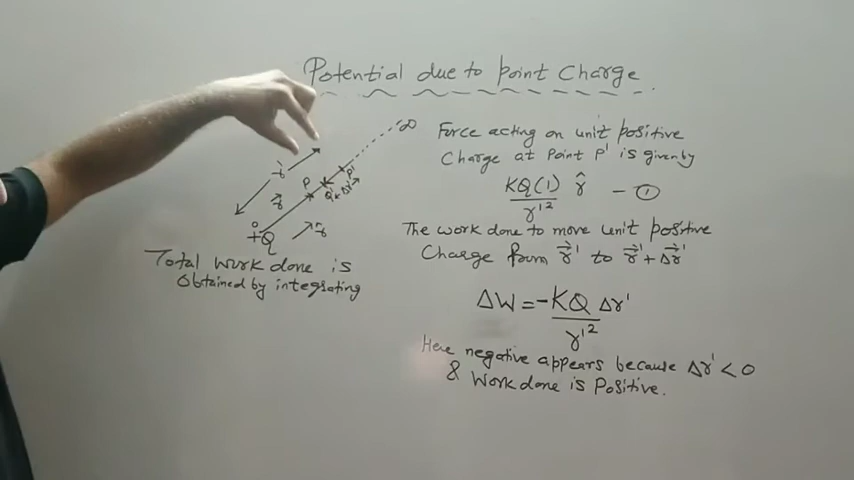 Potential due to point Charge
∞
Force acting on unit positive
Charge at point P' is given by
KQ(1) r̂ — ①
r'²
The work done to move unit positive
Charge from r⃗' to r⃗'+Δr⃗'
ΔW = -KQ Δr'
r'²
Here negative appears because Δr' < 0
& Work done is Positive.
P
P'
O
+Q
Total work done is
Obtained by integrating